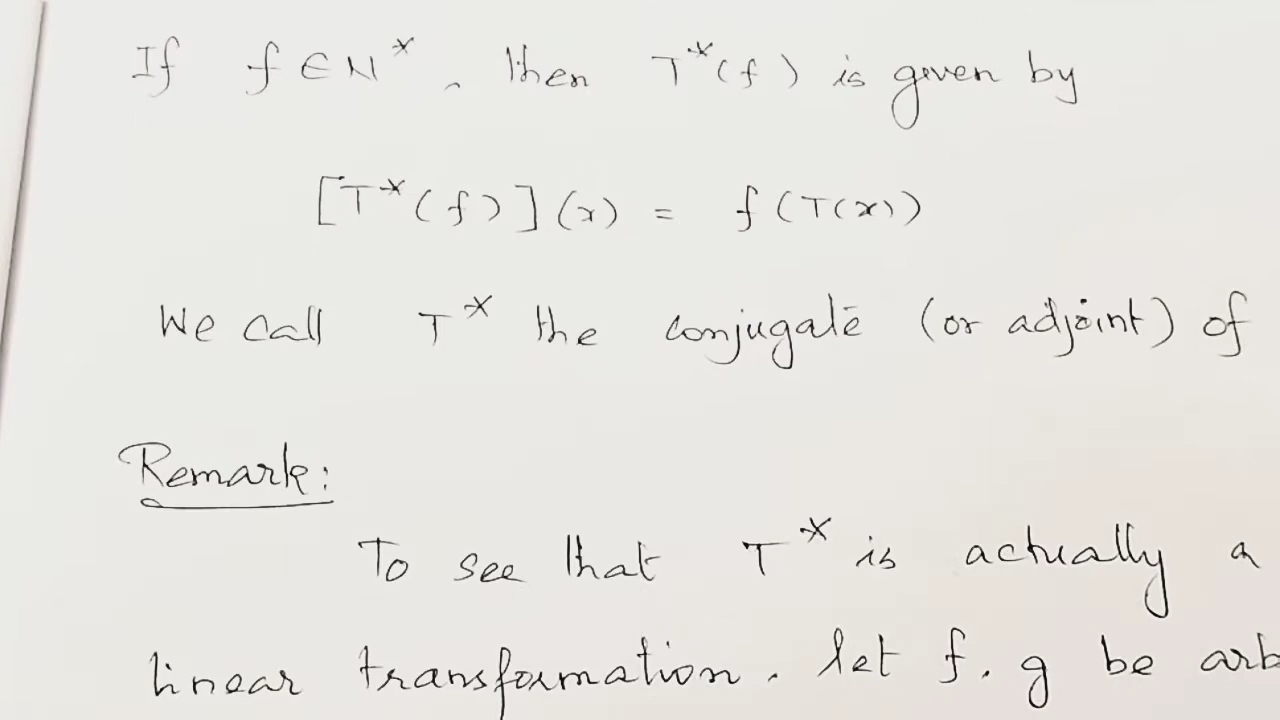 If f ∈ N*, then T*(f) is given by
[T*(f)](x) = f(T(x))
We call T* the conjugate (or adjoint) of
Remark:
To see that T* is actually a
linear transformation, let f, g be arb